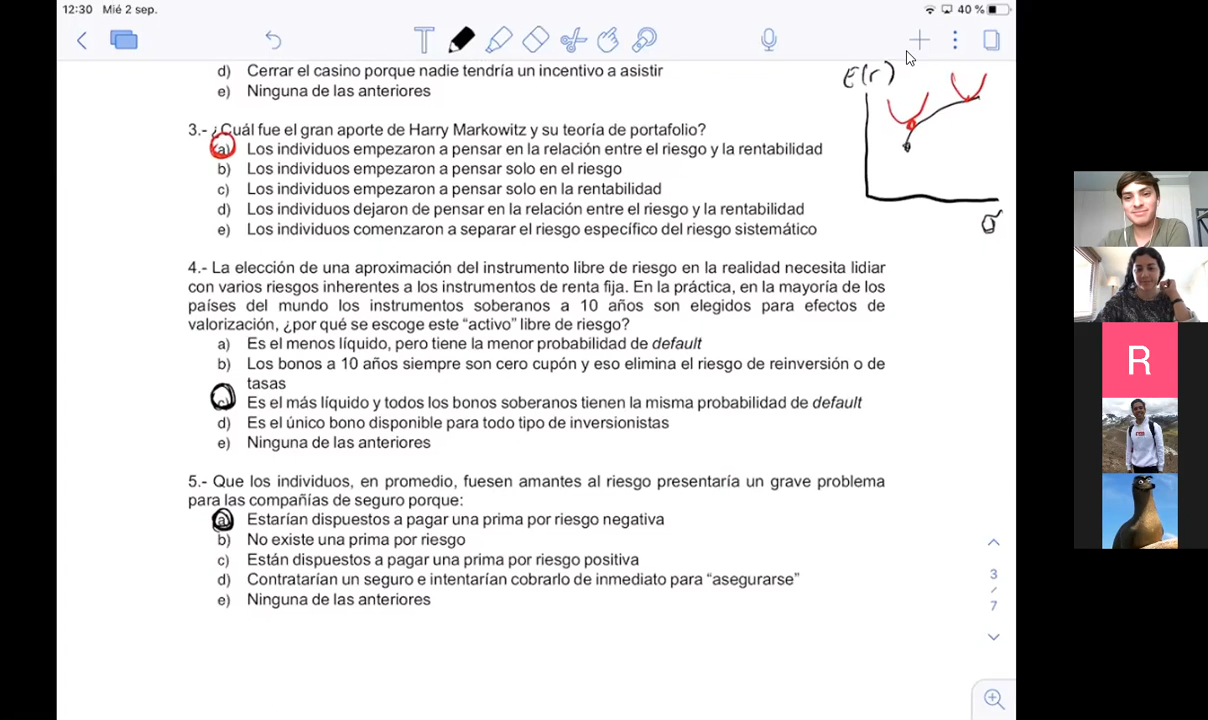 12:30 Mié 2 sep.
40 %
T
d) Cerrar el casino porque nadie tendría un incentivo a asistir
e) Ninguna de las anteriores
E(r)
3.- ¿Cuál fue el gran aporte de Harry Markowitz y su teoría de portafolio?
a) Los individuos empezaron a pensar en la relación entre el riesgo y la rentabilidad
b) Los individuos empezaron a pensar solo en el riesgo
c) Los individuos empezaron a pensar solo en la rentabilidad
d) Los individuos dejaron de pensar en la relación entre el riesgo y la rentabilidad
e) Los individuos comenzaron a separar el riesgo específico del riesgo sistemático
σ
4.- La elección de una aproximación del instrumento libre de riesgo en la realidad necesita lidiar
con varios riesgos inherentes a los instrumentos de renta fija. En la práctica, en la mayoría de los
países del mundo los instrumentos soberanos a 10 años son elegidos para efectos de
valorización, ¿por qué se escoge este “activo” libre de riesgo?
a) Es el menos líquido, pero tiene la menor probabilidad de default
b) Los bonos a 10 años siempre son cero cupón y eso elimina el riesgo de reinversión o de
tasas
c) Es el más líquido y todos los bonos soberanos tienen la misma probabilidad de default
d) Es el único bono disponible para todo tipo de inversionistas
e) Ninguna de las anteriores
5.- Que los individuos, en promedio, fuesen amantes al riesgo presentaría un grave problema
para las compañías de seguro porque:
a) Estarían dispuestos a pagar una prima por riesgo negativa
b) No existe una prima por riesgo
c) Están dispuestos a pagar una prima por riesgo positiva
d) Contratarían un seguro e intentarían cobrarlo de inmediato para “asegurarse”
e) Ninguna de las anteriores
3
/
7
R